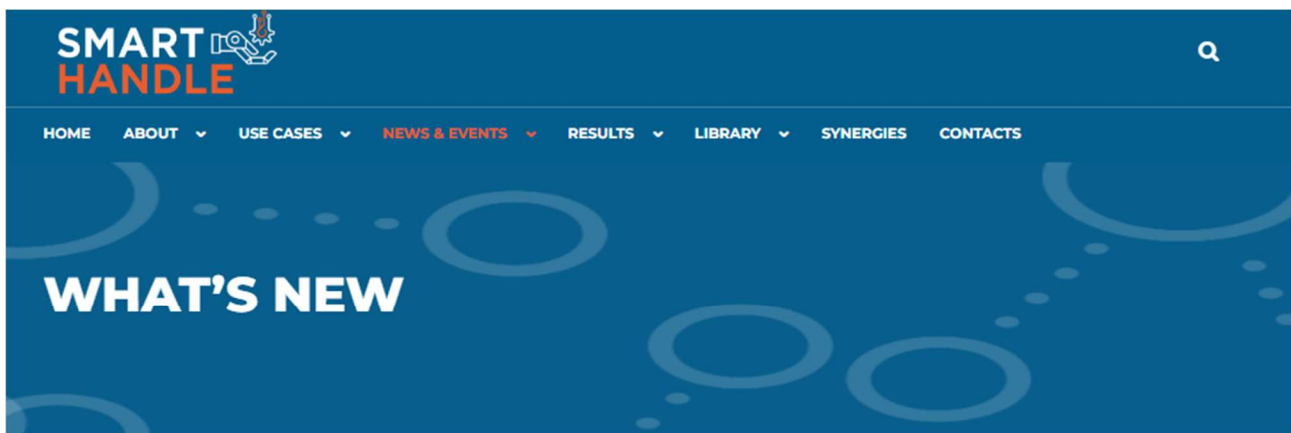 SMART
HANDLE
HOME ABOUT USE CASES NEWS & EVENTS RESULTS LIBRARY SYNERGIES CONTACTS
WHAT’S NEW